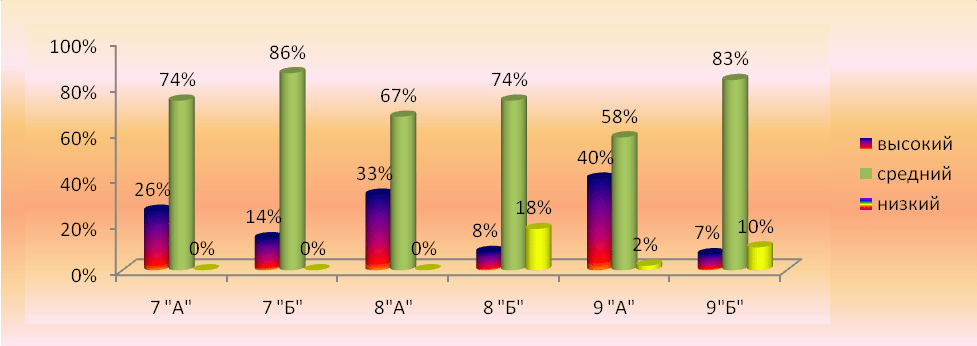 100%
80%
60%
40%
20%
0%
26%
74%
0%
14%
86%
0%
33%
67%
0%
8%
74%
18%
40%
58%
2%
7%
83%
10%
7 "А"
7 "Б"
8"А"
8 "Б"
9 "А"
9"Б"
высокий
средний
низкий